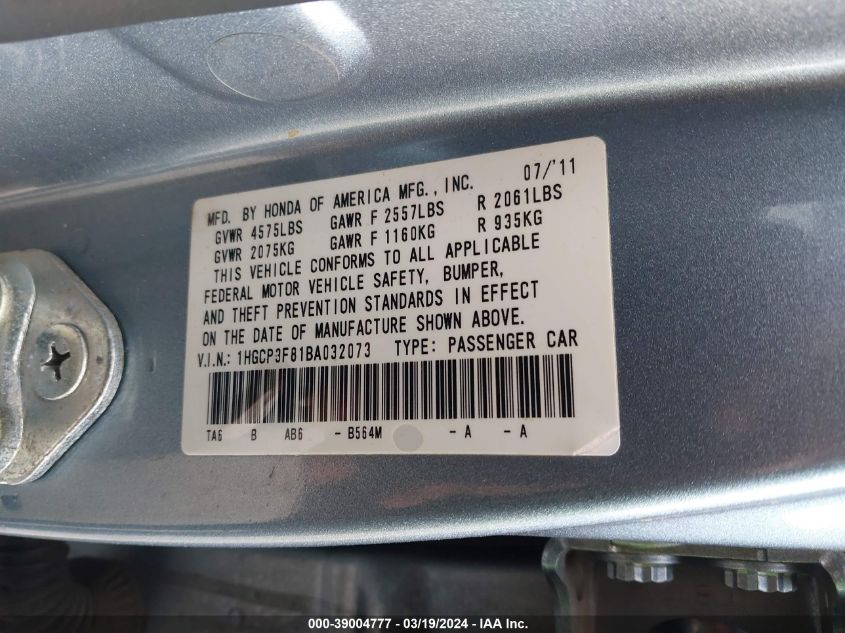 MFD. BY HONDA OF AMERICA MFG., INC. 07/'11
GVWR 4575LBS GAWR F 2557LBS R 2061LBS
GVWR 2075KG GAWR F 1160KG R 935KG
THIS VEHICLE CONFORMS TO ALL APPLICABLE
FEDERAL MOTOR VEHICLE SAFETY, BUMPER,
AND THEFT PREVENTION STANDARDS IN EFFECT
ON THE DATE OF MANUFACTURE SHOWN ABOVE.
V.I.N.: 1HGCP3F81BA032073 TYPE: PASSENGER CAR
TA6 B AB6 - B564M - A - A
000-39004777 - 03/19/2024 - IAA Inc.